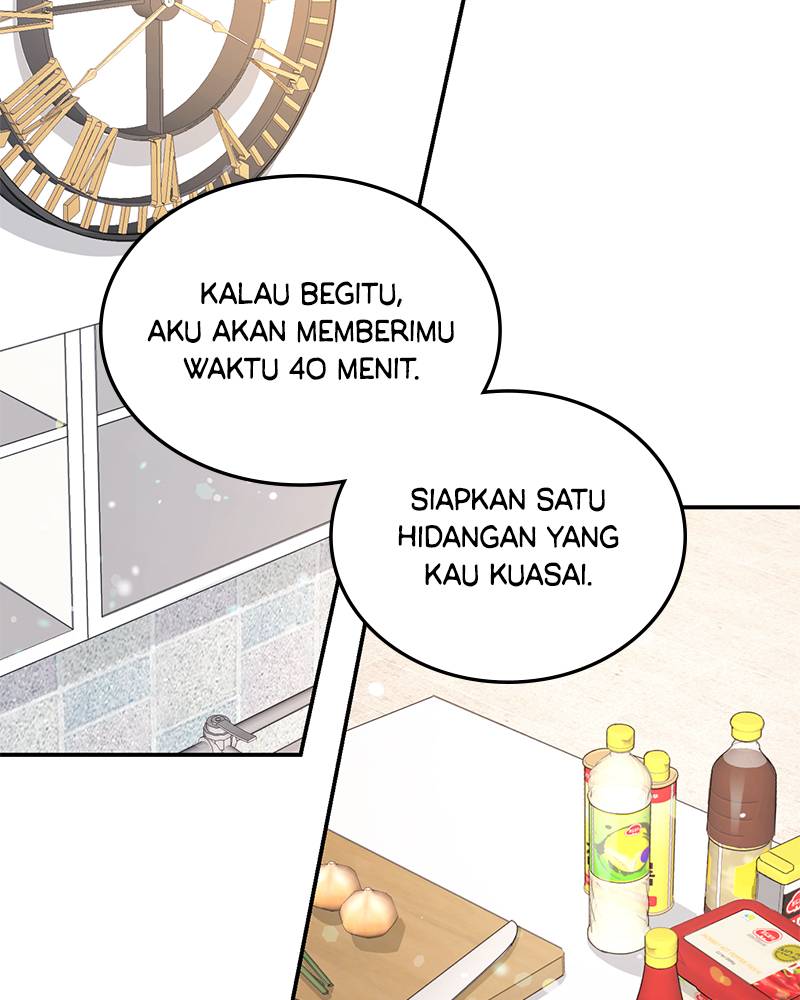 KALAU BEGITU,
AKU AKAN MEMBERIMU
WAKTU 40 MENIT.
SIAPKAN SATU
HIDANGAN YANG
KAU KUASAI.